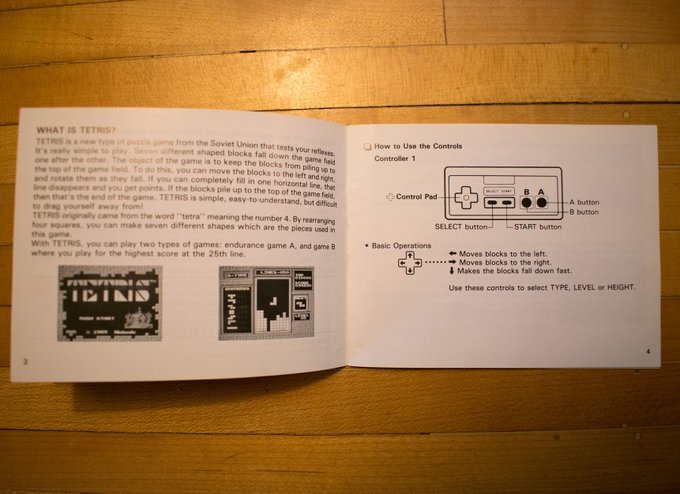 WHAT IS TETRIS?
TETRIS is a new type of puzzle game from the Soviet Union that tests your reflexes.
It's really simple to play. Seven different shaped blocks fall down the game field
one after the other. The object of the game is to keep the blocks from piling up to
the top of the game field. To do this, you can move the blocks to the left and right,
and rotate them as they fall. If you can completely fill in one horizontal line, that
line disappears and you get points. If the blocks pile up to the top of the game field,
then that's the end of the game. TETRIS is simple, easy-to-understand, but difficult
to drag yourself away from!
TETRIS originally came from the word "tetra" meaning the number 4. By rearranging
four squares, you can make seven different shapes which are the pieces used in
this game.
With TETRIS, you can play two types of games: endurance game A, and game B
where you play for the highest score at the 25th line.
TETRIS
PUSH START
Nintendo
A-TYPE
LINES-050
STATISTICS
TOP
NEXT
LEVEL
3
How to Use the Controls
Controller 1
Control Pad
SELECT START
B A
A button
B button
SELECT button
START button
• Basic Operations
← Moves blocks to the left.
→ Moves blocks to the right.
↓ Makes the blocks fall down fast.
Use these controls to select TYPE, LEVEL or HEIGHT.
4